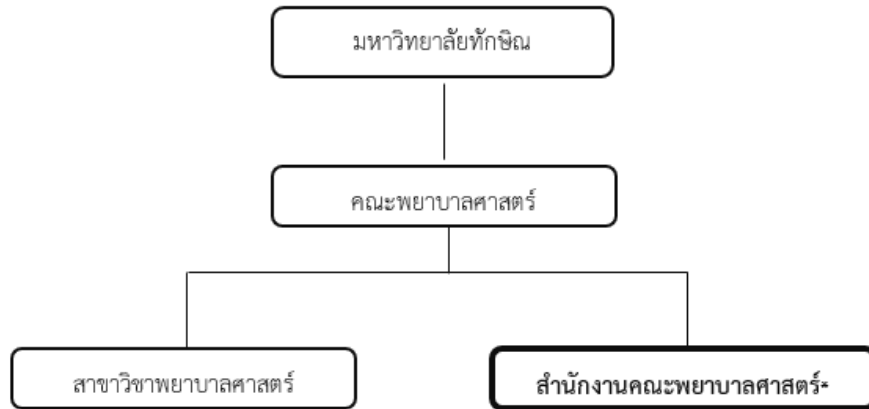 มหาวิทยาลัยทักษิณ
คณะพยาบาลศาสตร์
สาขาวิชาพยาบาลศาสตร์
สำนักงานคณะพยาบาลศาสตร์*